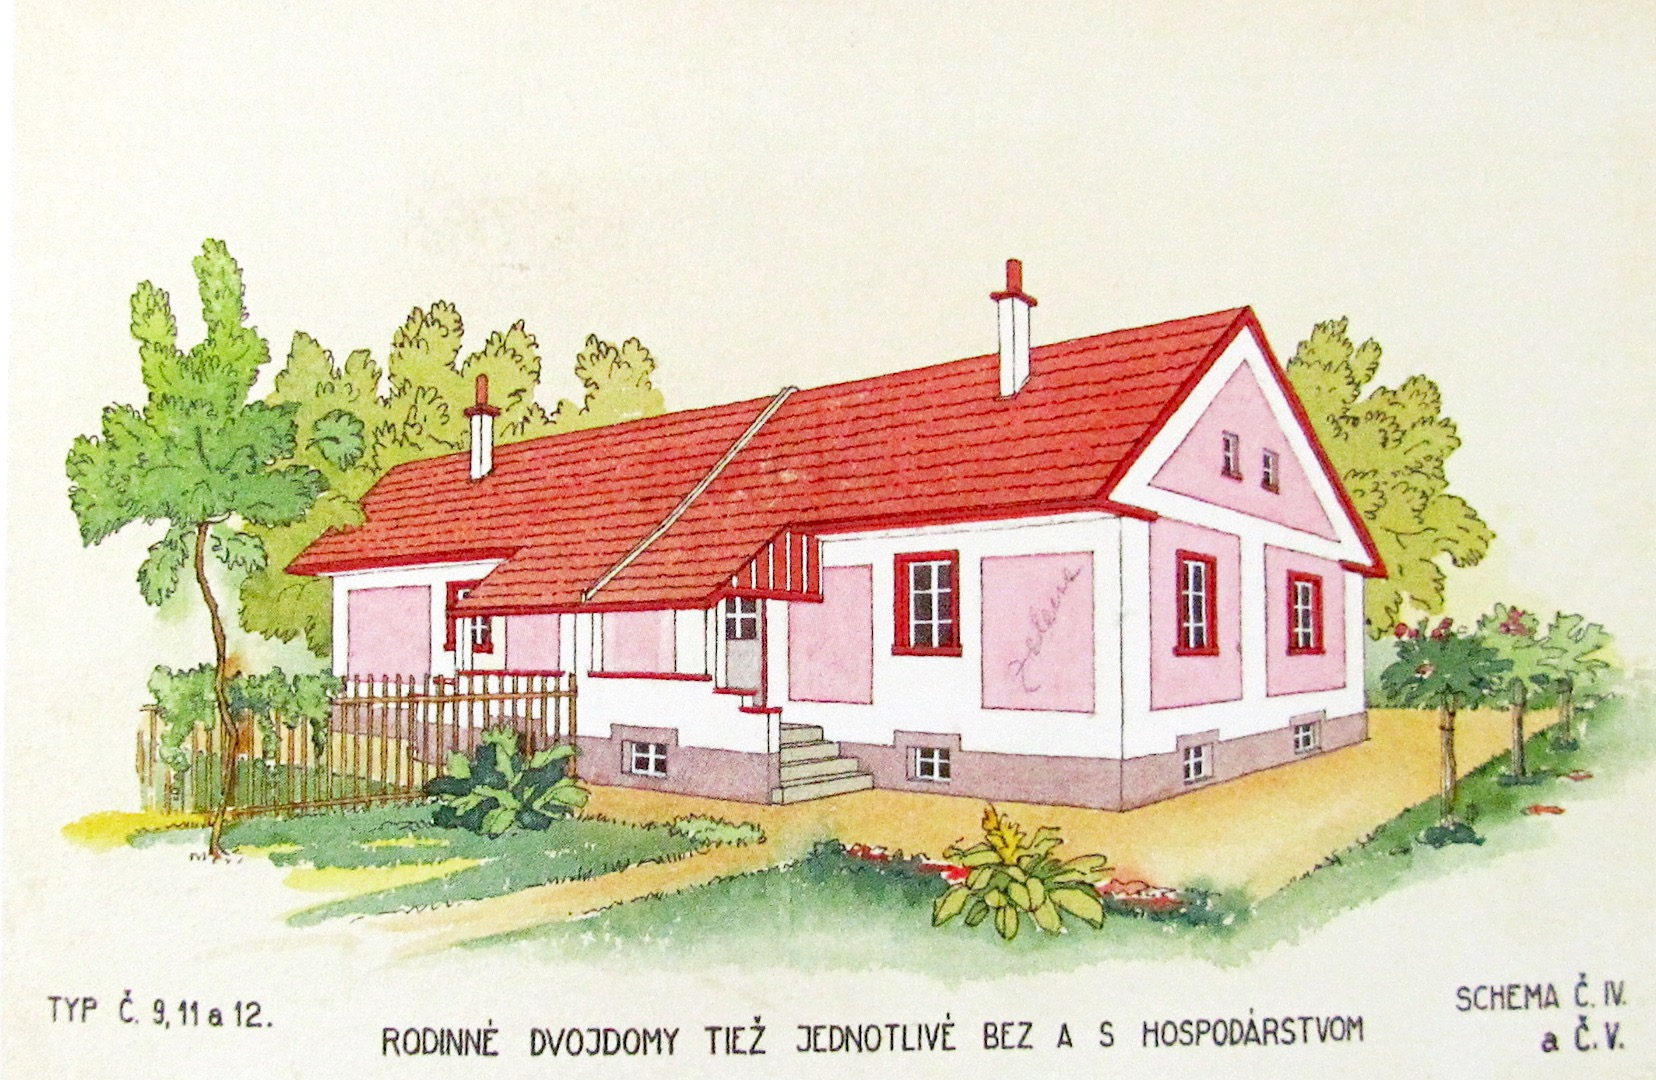 TYP Č. 9, 11 a 12.
RODINNÉ DVOJDOMY TIEŽ JEDNOTLIVÉ BEZ A S HOSPODÁRSTVOM
SCHEMA Č. IV.
a Č. V.